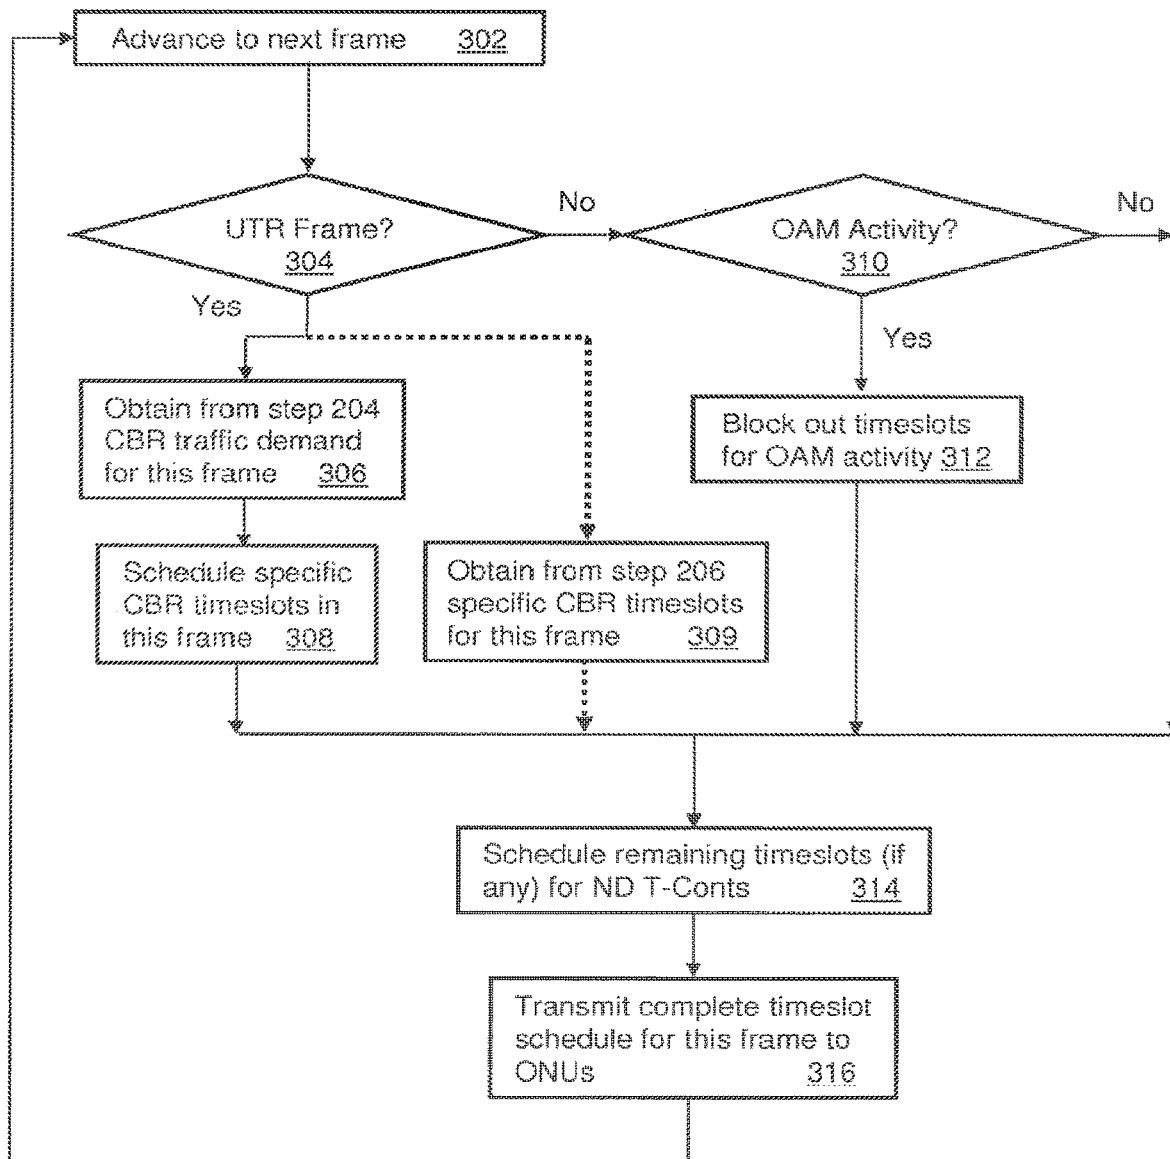 Advance to next frame 302
UTR Frame?
304
No
OAM Activity?
310
No
Yes
Yes
Obtain from step 204
CBR traffic demand
for this frame 306
Block out timeslots
for OAM activity 312
Schedule specific
CBR timeslots in
this frame 308
Obtain from step 206
specific CBR timeslots
for this frame 309
Schedule remaining timeslots (if
any) for ND T-Conts 314
Transmit complete timeslot
schedule for this frame to
ONUs 316